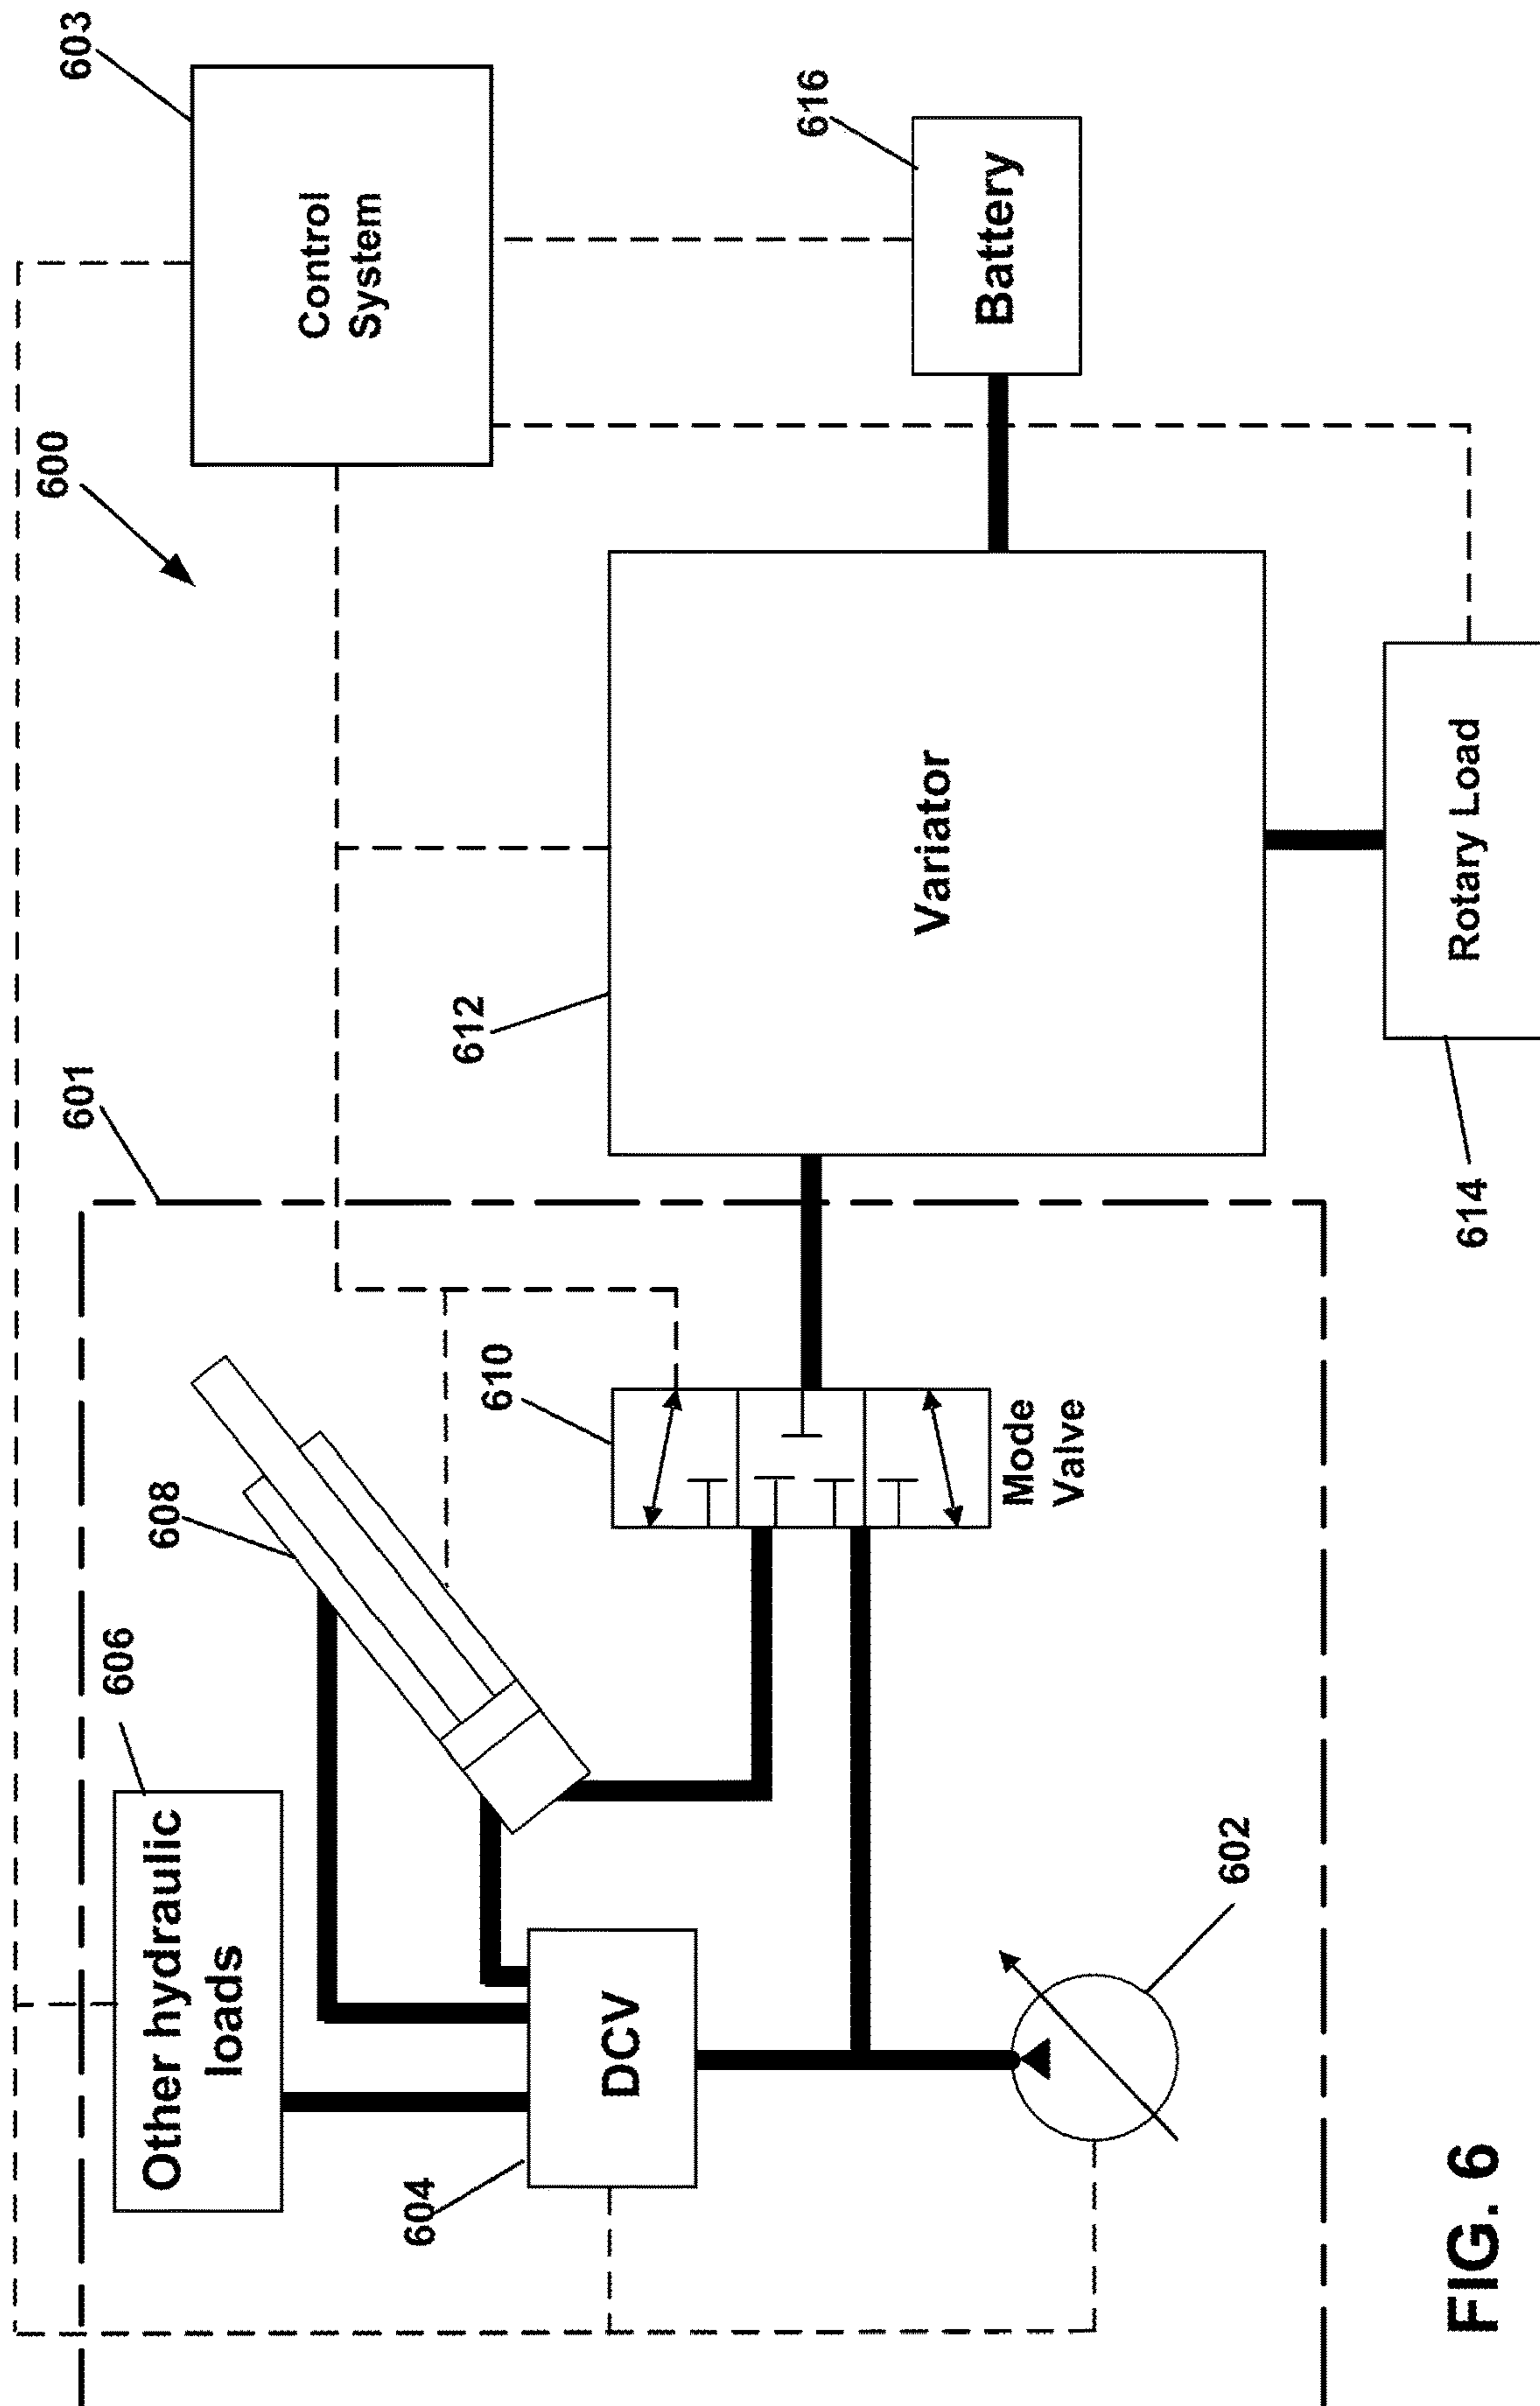 600
603
Control
System
601
606
Other hydraulic
loads
608
612
Variator
616
Battery
610
Mode
Valve
604
DCV
602
614
Rotary Load
FIG. 6